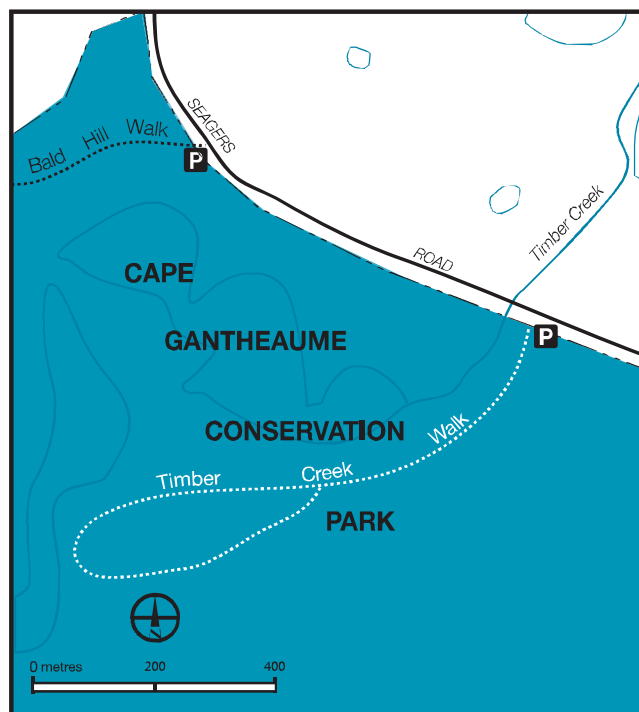 SEAGERS
Bald Hill Walk
P
Timber Creek
ROAD
CAPE
GANTHEAUME
P
CONSERVATION
Timber Creek Walk
PARK
N
0 metres 200 400